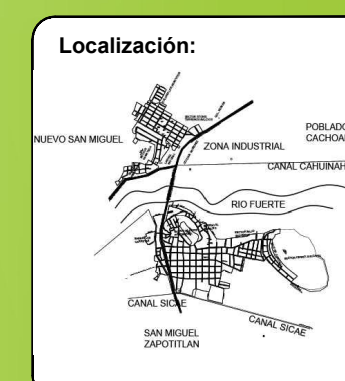 Localización:
NUEVO SAN MIGUEL
ZONA INDUSTRIAL
POBLADO
CACHOA
CANAL CAHUINAH
RIO FUERTE
CANAL SICAE
CANAL SICAE
SAN MIGUEL
ZAPOTITLAN